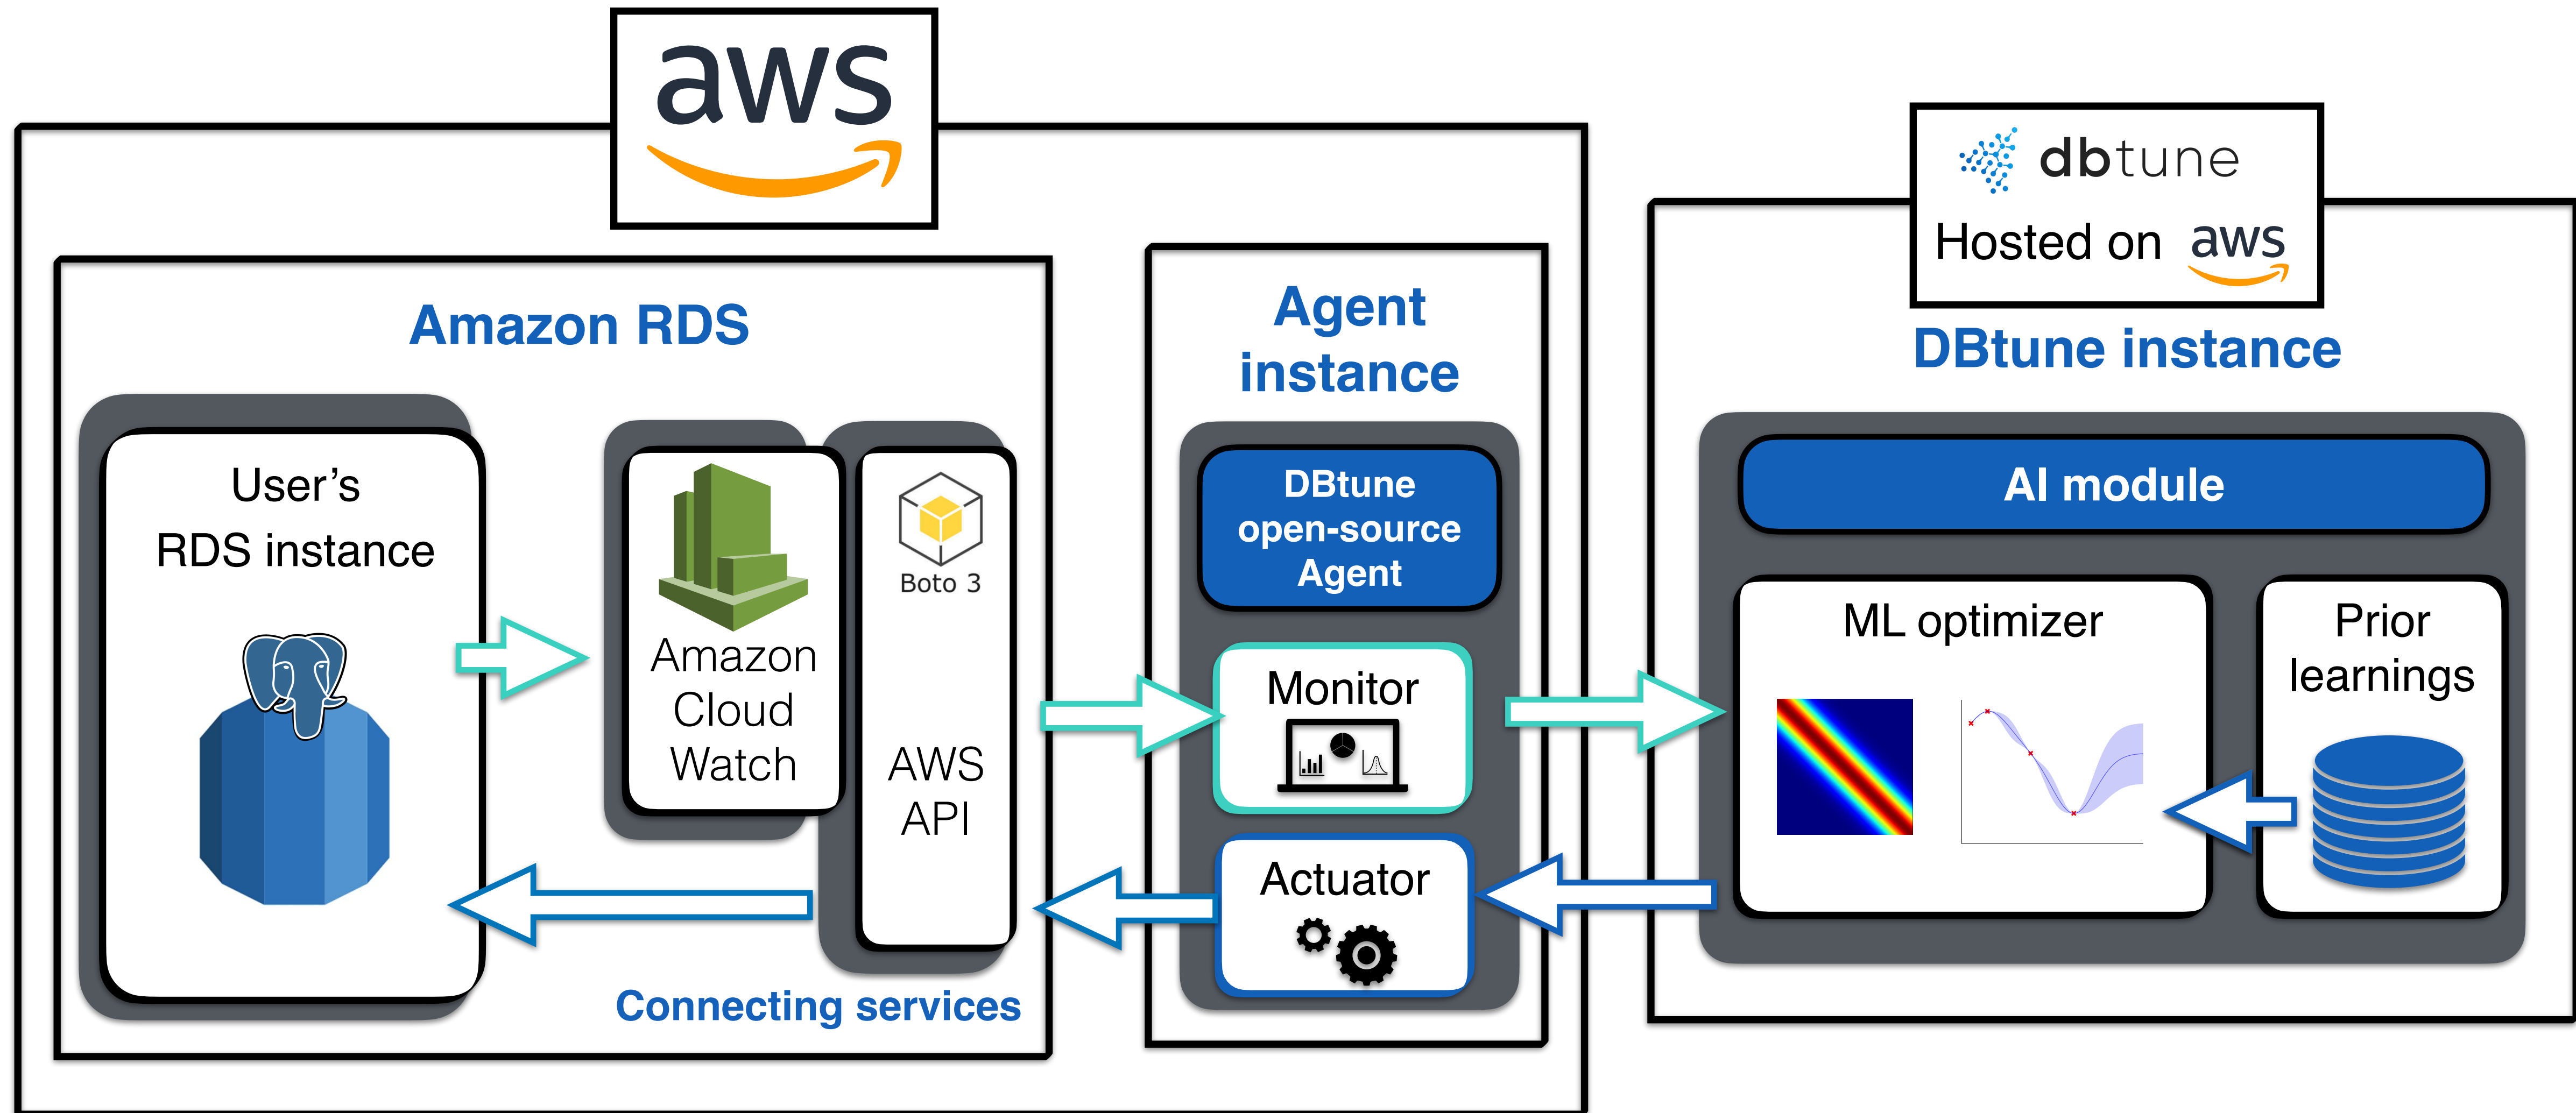 aws
dbtune
Hosted on aws
Amazon RDS
Agent
instance
DBtune instance
User's
RDS instance
Amazon
Cloud
Watch
Boto 3
AWS
API
Connecting services
DBtune
open-source
Agent
Monitor
Actuator
AI module
ML optimizer
Prior
learnings